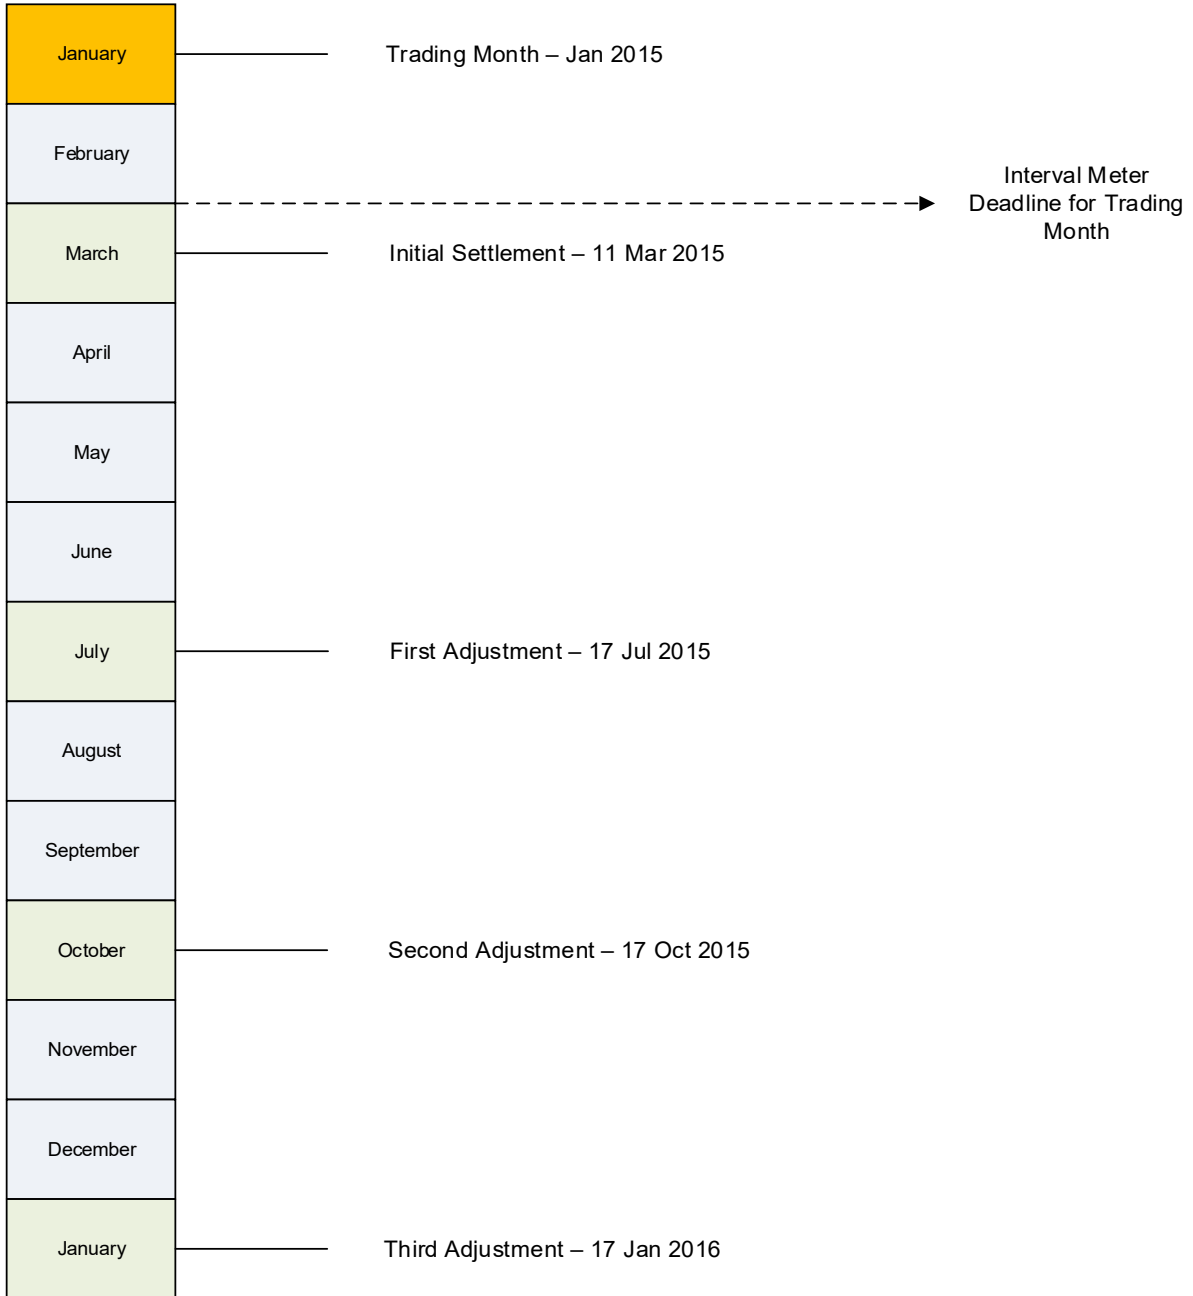 January
Trading Month – Jan 2015
February
Interval Meter
Deadline for Trading
Month
March
Initial Settlement – 11 Mar 2015
April
May
June
July
First Adjustment – 17 Jul 2015
August
September
October
Second Adjustment – 17 Oct 2015
November
December
January
Third Adjustment – 17 Jan 2016